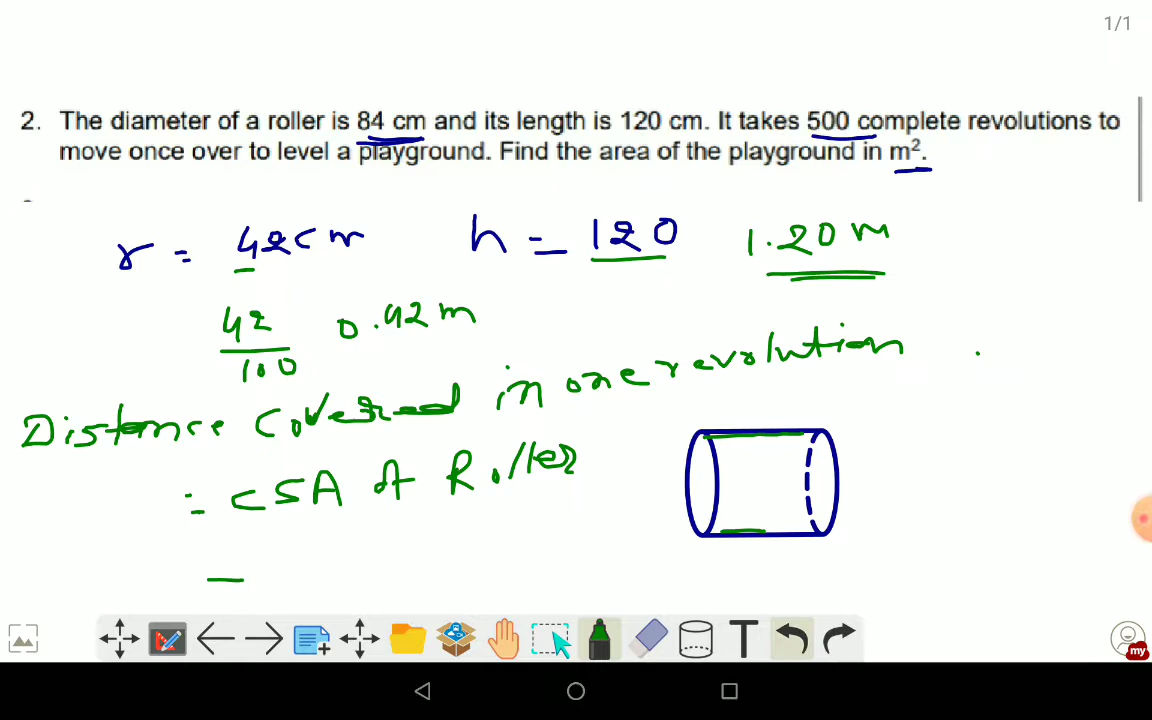 1/1
2. The diameter of a roller is 84 cm and its length is 120 cm. It takes 500 complete revolutions to
move once over to level a playground. Find the area of the playground in m².
r = 42cm h = 120 1.20 m
42/100 0.42 m
Distance covered in one revolution
= CSA of Roller
T
my